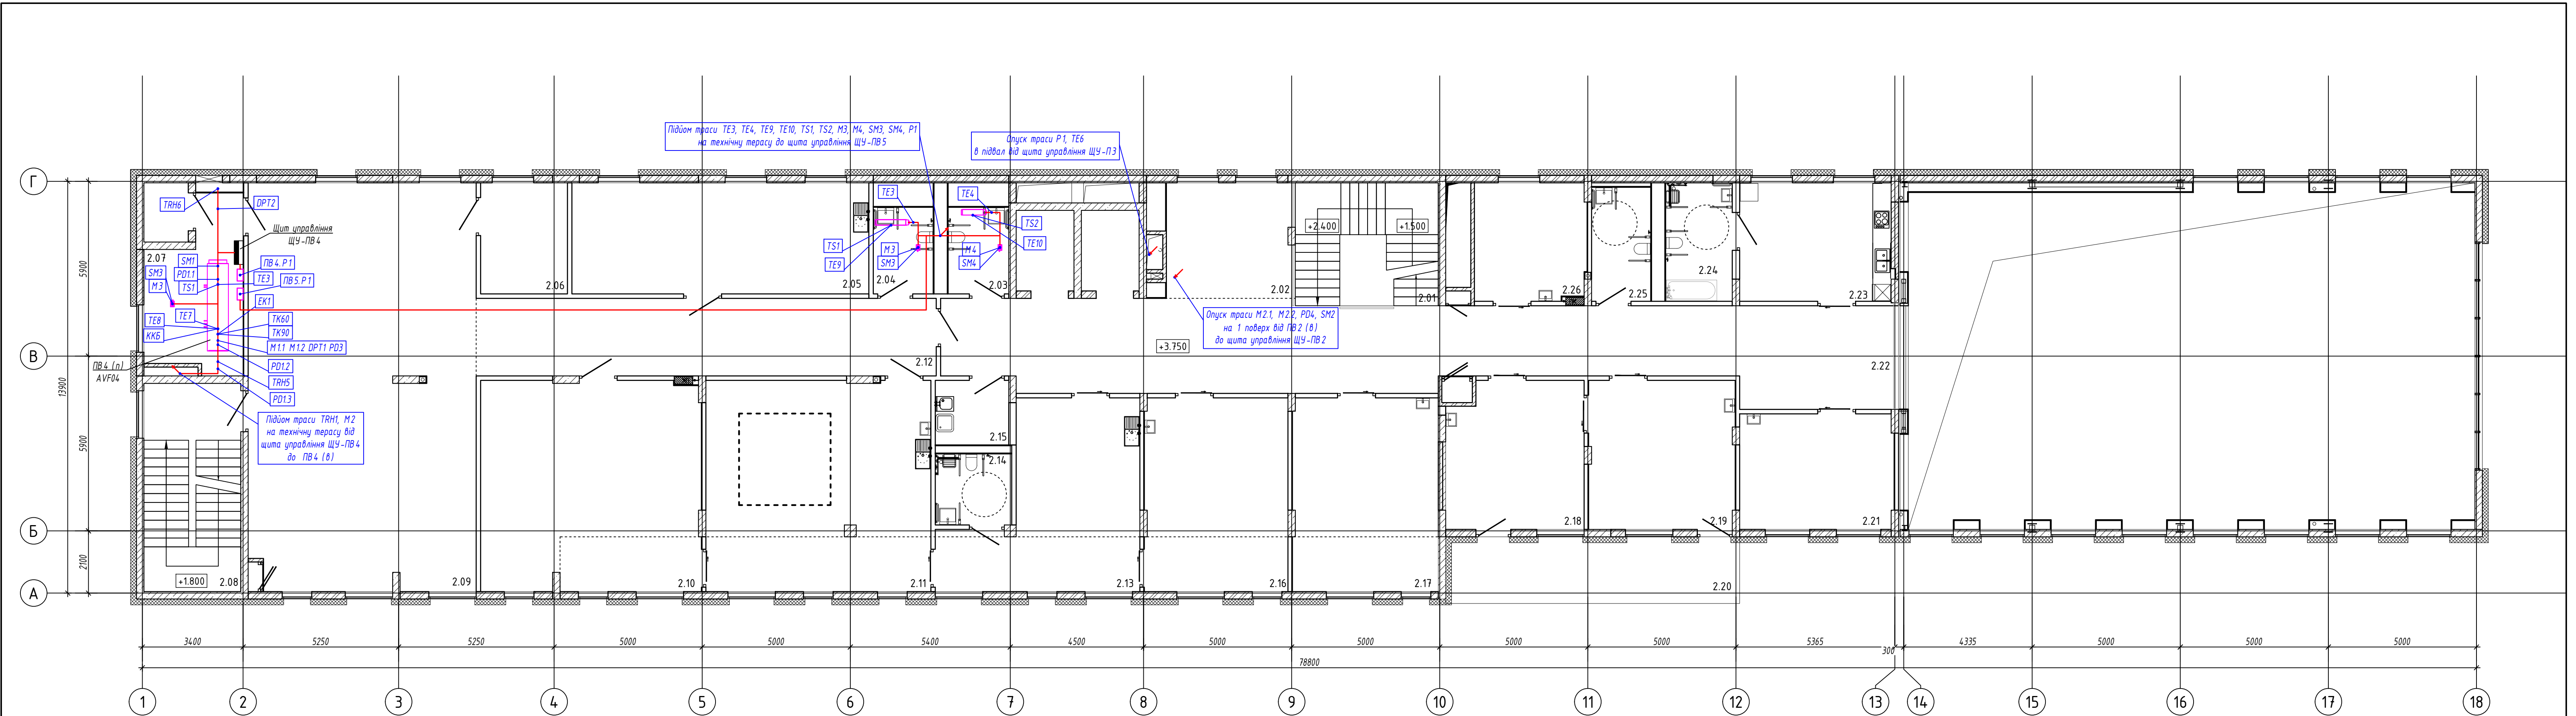 Підйом траси TE3, TE4, TE9, TE10, TS1, TS2, M3, M4, SM3, SM4, P1
на технічну терасу до щита управління ЩУ-ПВ5
Опуск траси P1, TE6
в підвал від щита управління ЩУ-П3
Г
TRH6
DPT2
Щит управління
ЩУ-ПВ4
TE3
TE4
TS2
TE10
TS1
TE9
M3
SM3
M4
SM4
+2.400
+1.500
2.07
SM1
PD1.1
TS1
SM3
M3
ПВ4.P1
TE3
ПВ5.P1
EK1
TE7
TE8
ККБ
TK60
TK90
M1.1 M1.2 DPT1 PD3
PD1.2
TRH5
PD1.3
ПВ4 (п)
AVF04
2.06
2.05
2.04
2.03
2.02
2.01
2.26
2.25
2.24
2.23
Опуск траси M2.1, M2.2, PD4, SM2
на 1 поверх від ПВ2 (в)
до щита управління ЩУ-ПВ2
+3.750
В
2.12
2.22
Підйом траси TRH1, M2
на технічну терасу від
щита управління ЩУ-ПВ4
до ПВ4 (в)
2.15
2.14
Б
2.18
2.19
2.21
+1.800
2.08
2.09
2.10
2.11
2.13
2.16
2.17
2.20
А
5900
5900
2100
13900
3400
5250
5250
5000
5000
5400
4500
5000
5000
5000
5000
5365
300
4335
5000
5000
5000
78800
1
2
3
4
5
6
7
8
9
10
11
12
13
14
15
16
17
18